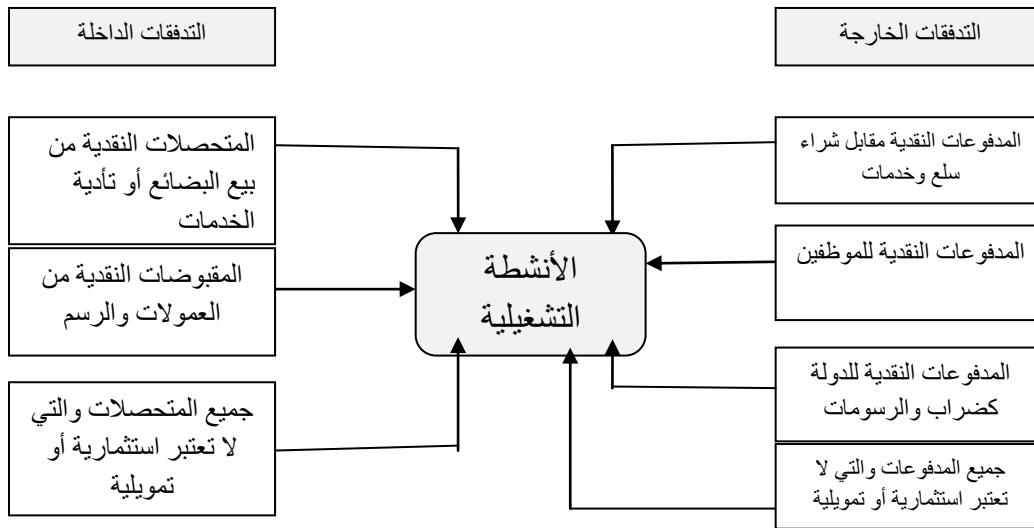 التدفقات الخارجة
التدفقات الداخلة
المدفوعات النقدية مقابل شراء
سلع وخدمات
المدفوعات النقدية للموظفين
المدفوعات النقدية للدولة
كضراب والرسومات
جميع المدفوعات والتي لا
تعتبر استثمارية أو تمويلية
الأنشطة
التشغيلية
المتحصلات النقدية من
بيع البضائع أو تأدية
الخدمات
المقبوضات النقدية من
العمولات والرسم
جميع المتحصلات والتي
لا تعتبر استثمارية أو
تمويلية